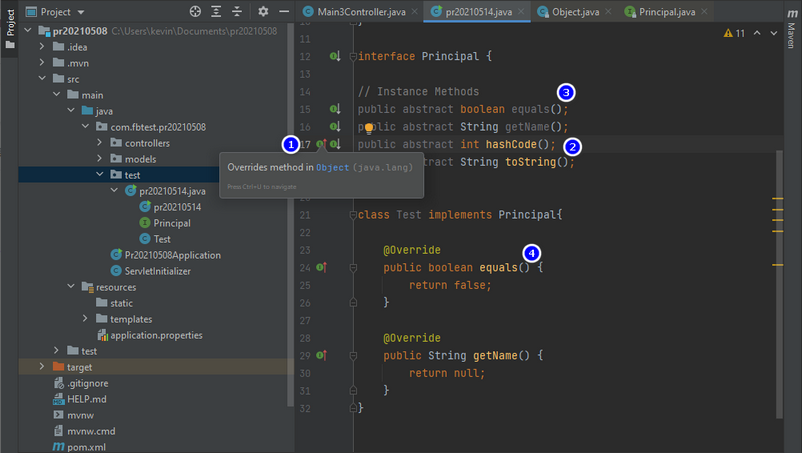 Project
Project
pr20210508 C:\Users\kevin\Documents\pr20210508
.idea
.mvn
src
main
java
com.fbtest.pr20210508
controllers
models
test
pr20210514.java
pr20210514
Principal
Test
Pr20210508Application
ServletInitializer
resources
static
templates
application.properties
test
target
.gitignore
HELP.md
mvnw
mvnw.cmd
pom.xml
Main3Controller.java
pr20210514.java
Object.java
Principal.java
Maven
11
11
12 interface Principal {
13
14 // Instance Methods
3
15 public abstract boolean equals();
16 public abstract String getName();
1
17 public abstract int hashCode();
2
Overrides method in Object (java.lang)
Press Ctrl+U to navigate
tract String toString();
21 class Test implements Principal{
22
23 @Override
4
24 public boolean equals() {
25 return false;
26 }
27
28 @Override
29 public String getName() {
30 return null;
31 }
32 }